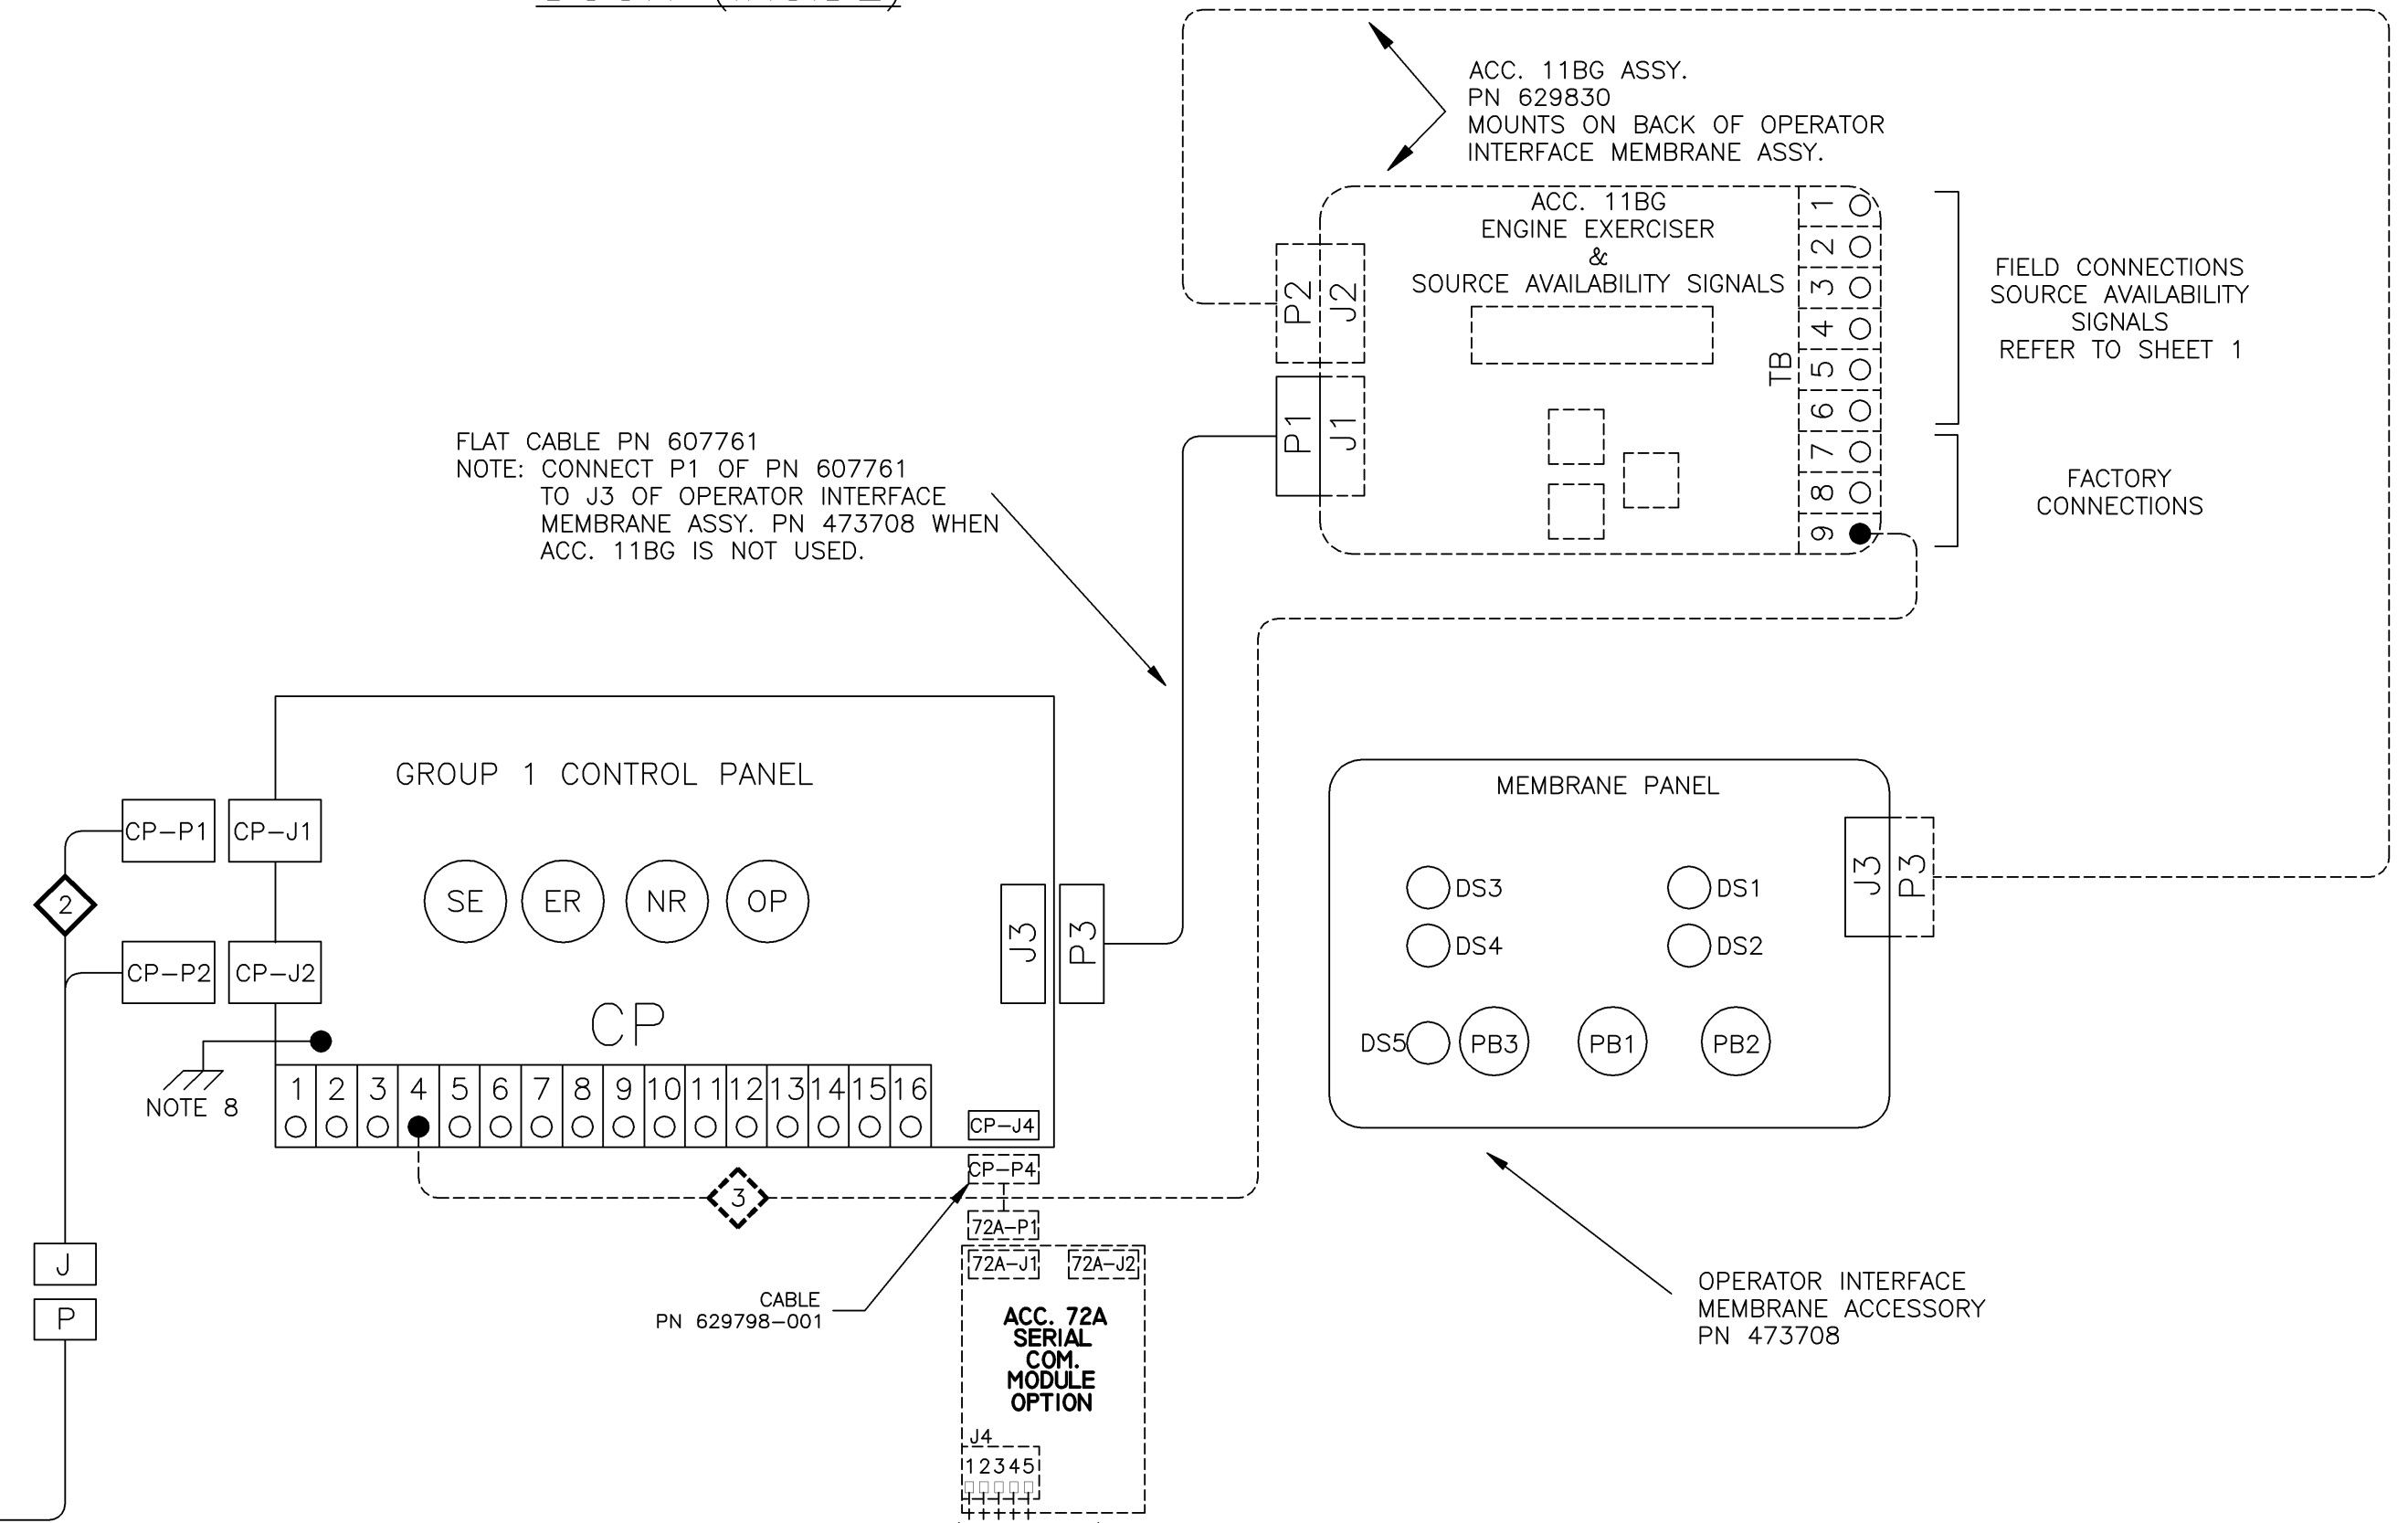 ACC. 11BG ASSY.
PN 629830
MOUNTS ON BACK OF OPERATOR
INTERFACE MEMBRANE ASSY.
ACC. 11BG
ENGINE EXERCISER
&
SOURCE AVAILABILITY SIGNALS
P2
J2
P1
J1
TB
1
2
3
4
5
6
7
8
9
FIELD CONNECTIONS
SOURCE AVAILABILITY
SIGNALS
REFER TO SHEET 1
FACTORY
CONNECTIONS
FLAT CABLE PN 607761
NOTE: CONNECT P1 OF PN 607761
TO J3 OF OPERATOR INTERFACE
MEMBRANE ASSY. PN 473708 WHEN
ACC. 11BG IS NOT USED.
GROUP 1 CONTROL PANEL
CP-P1
CP-J1
2
SE
ER
NR
OP
CP-P2
CP-J2
J3
P3
CP
NOTE 8
1 2 3 4 5 6 7 8 9 10 11 12 13 14 15 16
CP-J4
CP-P4
3
72A-P1
72A-J1
72A-J2
CABLE
PN 629798-001
ACC. 72A
SERIAL
COM.
MODULE
OPTION
J4
1 2 3 4 5
J
P
MEMBRANE PANEL
J3
P3
DS3
DS1
DS4
DS2
DS5
PB3
PB1
PB2
OPERATOR INTERFACE
MEMBRANE ACCESSORY
PN 473708